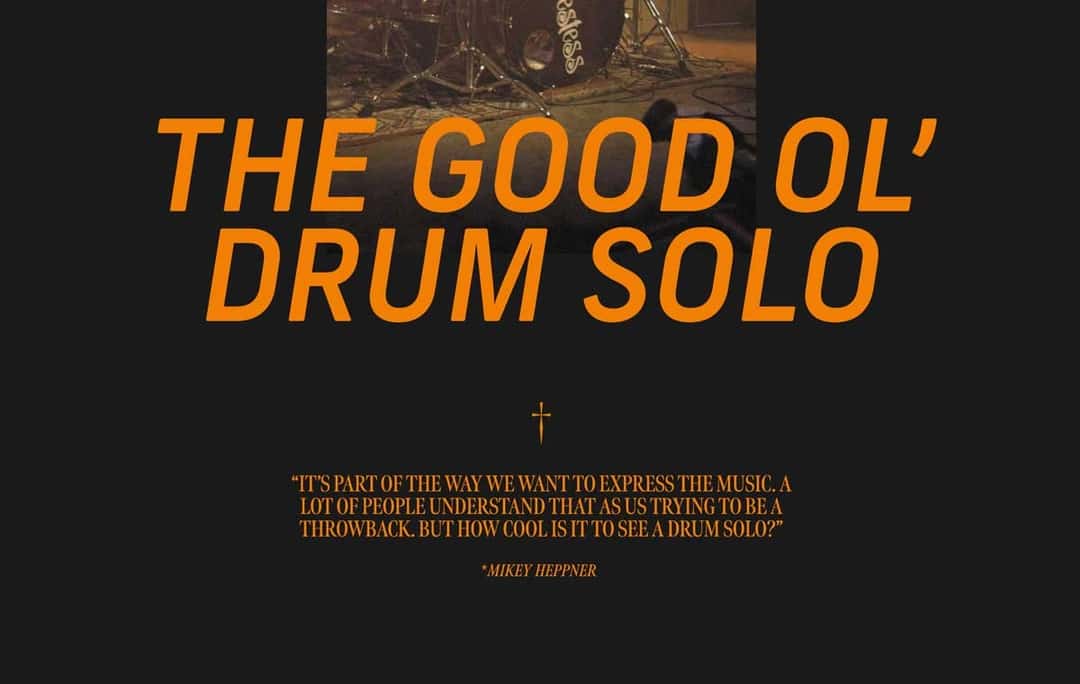 estess
THE GOOD OL’
DRUM SOLO
†
“IT’S PART OF THE WAY WE WANT TO EXPRESS THE MUSIC. A
LOT OF PEOPLE UNDERSTAND THAT AS US TRYING TO BE A
THROWBACK. BUT HOW COOL IS IT TO SEE A DRUM SOLO?”
*MIKEY HEPPNER